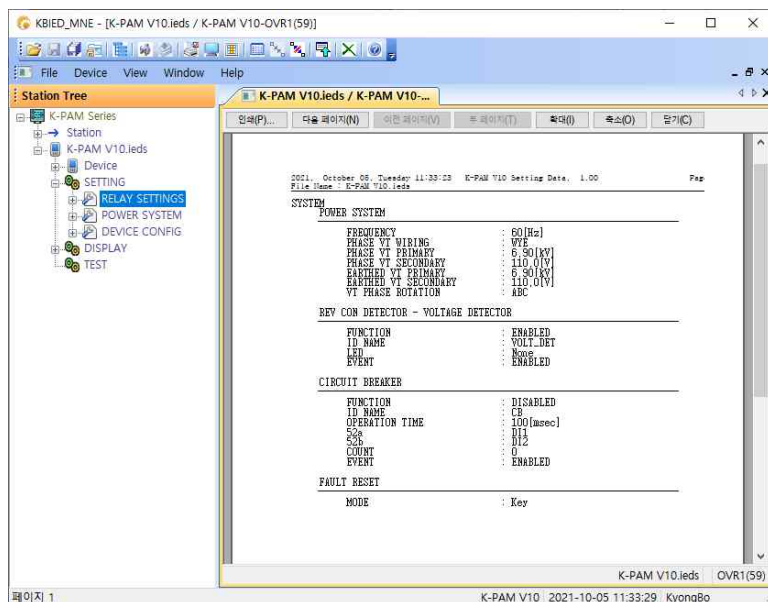 KBIED_MNE - [K-PAM V10.ieds / K-PAM V10-OVR1(59)]
File Device View Window Help
Station Tree
K-PAM Series
Station
K-PAM V10.ieds
Device
SETTING
RELAY SETTINGS
POWER SYSTEM
DEVICE CONFIG
DISPLAY
TEST
K-PAM V10.ieds / K-PAM V10-...
인쇄(P)... 다음 페이지(N) 이전 페이지(V) 두 페이지(T) 확대(I) 축소(O) 닫기(C)
2021, October 05, Tuesday 11:33:23 K-PAM V10 Setting Data, 1.00 Pag
File Name : K-PAM V10.ieds
SYSTEM
POWER SYSTEM
FREQUENCY : 60[Hz]
PHASE VT WIRING : WYE
PHASE VT PRIMARY : 6.90[kV]
PHASE VT SECONDARY : 110.0[V]
EARTHED VT PRIMARY : 6.90[kV]
EARTHED VT SECONDARY : 110.0[V]
VT PHASE ROTATION : ABC
REV CON DETECTOR - VOLTAGE DETECTOR
FUNCTION : ENABLED
ID NAME : VOLT_DET
LED : None
EVENT : ENABLED
CIRCUIT BREAKER
FUNCTION : DISABLED
ID NAME : CB
OPERATION TIME : 100[msec]
52a : DI1
52b : DI2
COUNT : 0
EVENT : ENABLED
FAULT RESET
MODE : Key
K-PAM V10.ieds OVR1(59)
페이지 1 K-PAM V10 2021-10-05 11:33:29 KyongBo